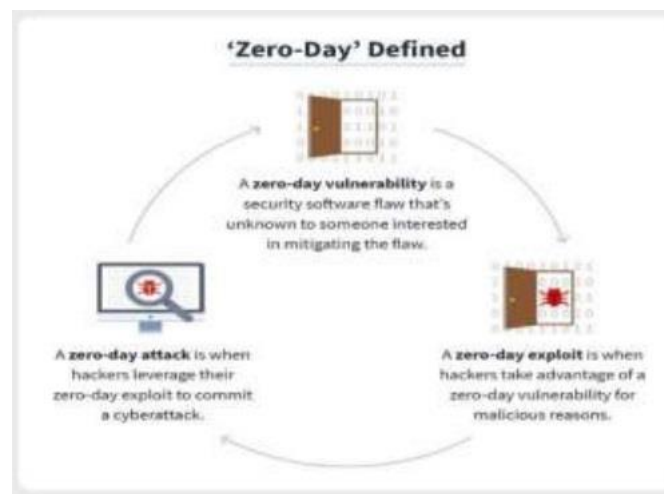 ‘Zero-Day’ Defined
A zero-day vulnerability is a
security software flaw that's
unknown to someone interested
in mitigating the flaw.
A zero-day exploit is when
hackers take advantage of a
zero-day vulnerability for
malicious reasons.
A zero-day attack is when
hackers leverage their
zero-day exploit to commit
a cyberattack.